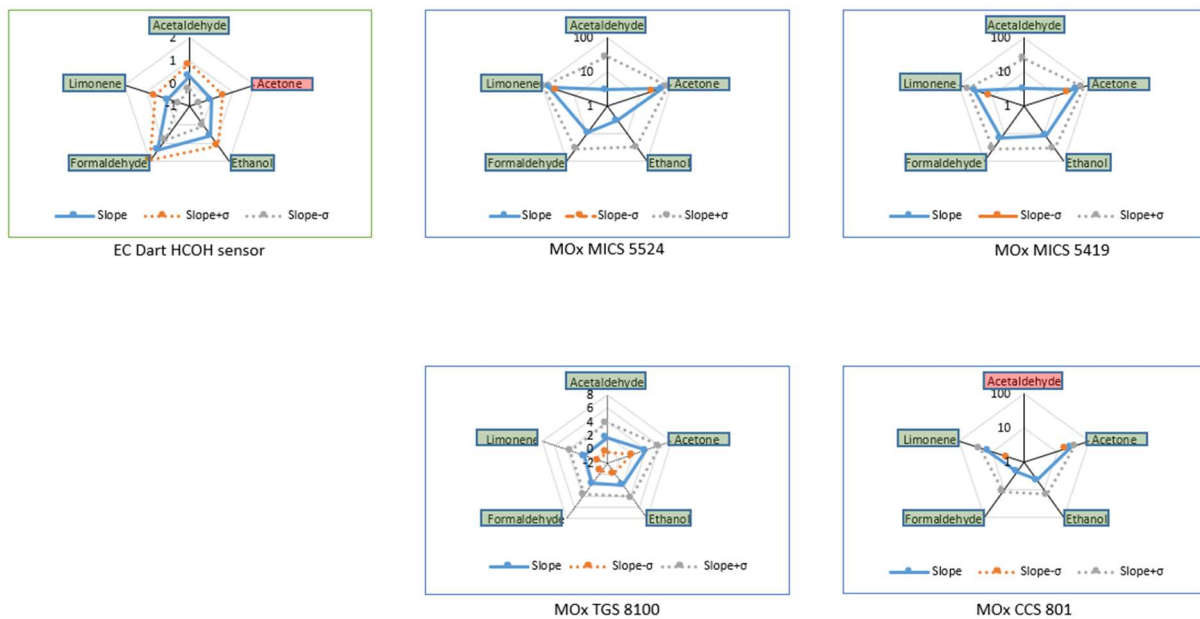 Acetaldehyde
2
1
0
-1
Limonene
Acetone
Formaldehyde
Ethanol
Slope Slope+σ Slope-σ
EC Dart HCOH sensor
Acetaldehyde
100
10
1
Limonene
Acetone
Formaldehyde
Ethanol
Slope Slope-σ Slope+σ
MOx MICS 5524
Acetaldehyde
100
10
1
Limonene
Acetone
Formaldehyde
Ethanol
Slope Slope-σ Slope+σ
MOx MICS 5419
Acetaldehyde
8
6
4
2
0
-2
Limonene
Acetone
Formaldehyde
Ethanol
Slope Slope-σ Slope+σ
MOx TGS 8100
Acetaldehyde
100
10
1
Limonene
Acetone
Formaldehyde
Ethanol
Slope Slope-σ Slope+σ
MOx CCS 801